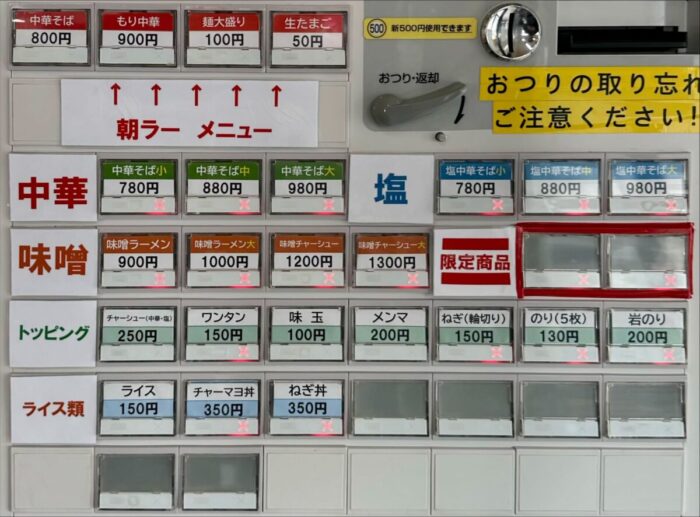 中華そば もり中華 麺大盛り 生たまご
800円 900円 100円 50円
500 新500円使用できます
おつり・返却
おつりの取り忘れ
ご注意ください!
↑ ↑ ↑ ↑ ↑
朝ラー メニュー
中華
中華そば小 中華そば中 中華そば大
780円 880円 980円
塩
塩中華そば小 塩中華そば中 塩中華そば大
780円 880円 980円
味噌
味噌ラーメン 味噌ラーメン大 味噌チャーシュー 味噌チャシュー大
900円 1000円 1200円 1300円
限定商品
トッピング
チャーシュー(中華・塩) ワンタン 味玉 メンマ ねぎ(輪切り) のり(5枚) 岩のり
250円 150円 100円 200円 150円 130円 200円
ライス類
ライス チャーマヨ丼 ねぎ丼
150円 350円 350円